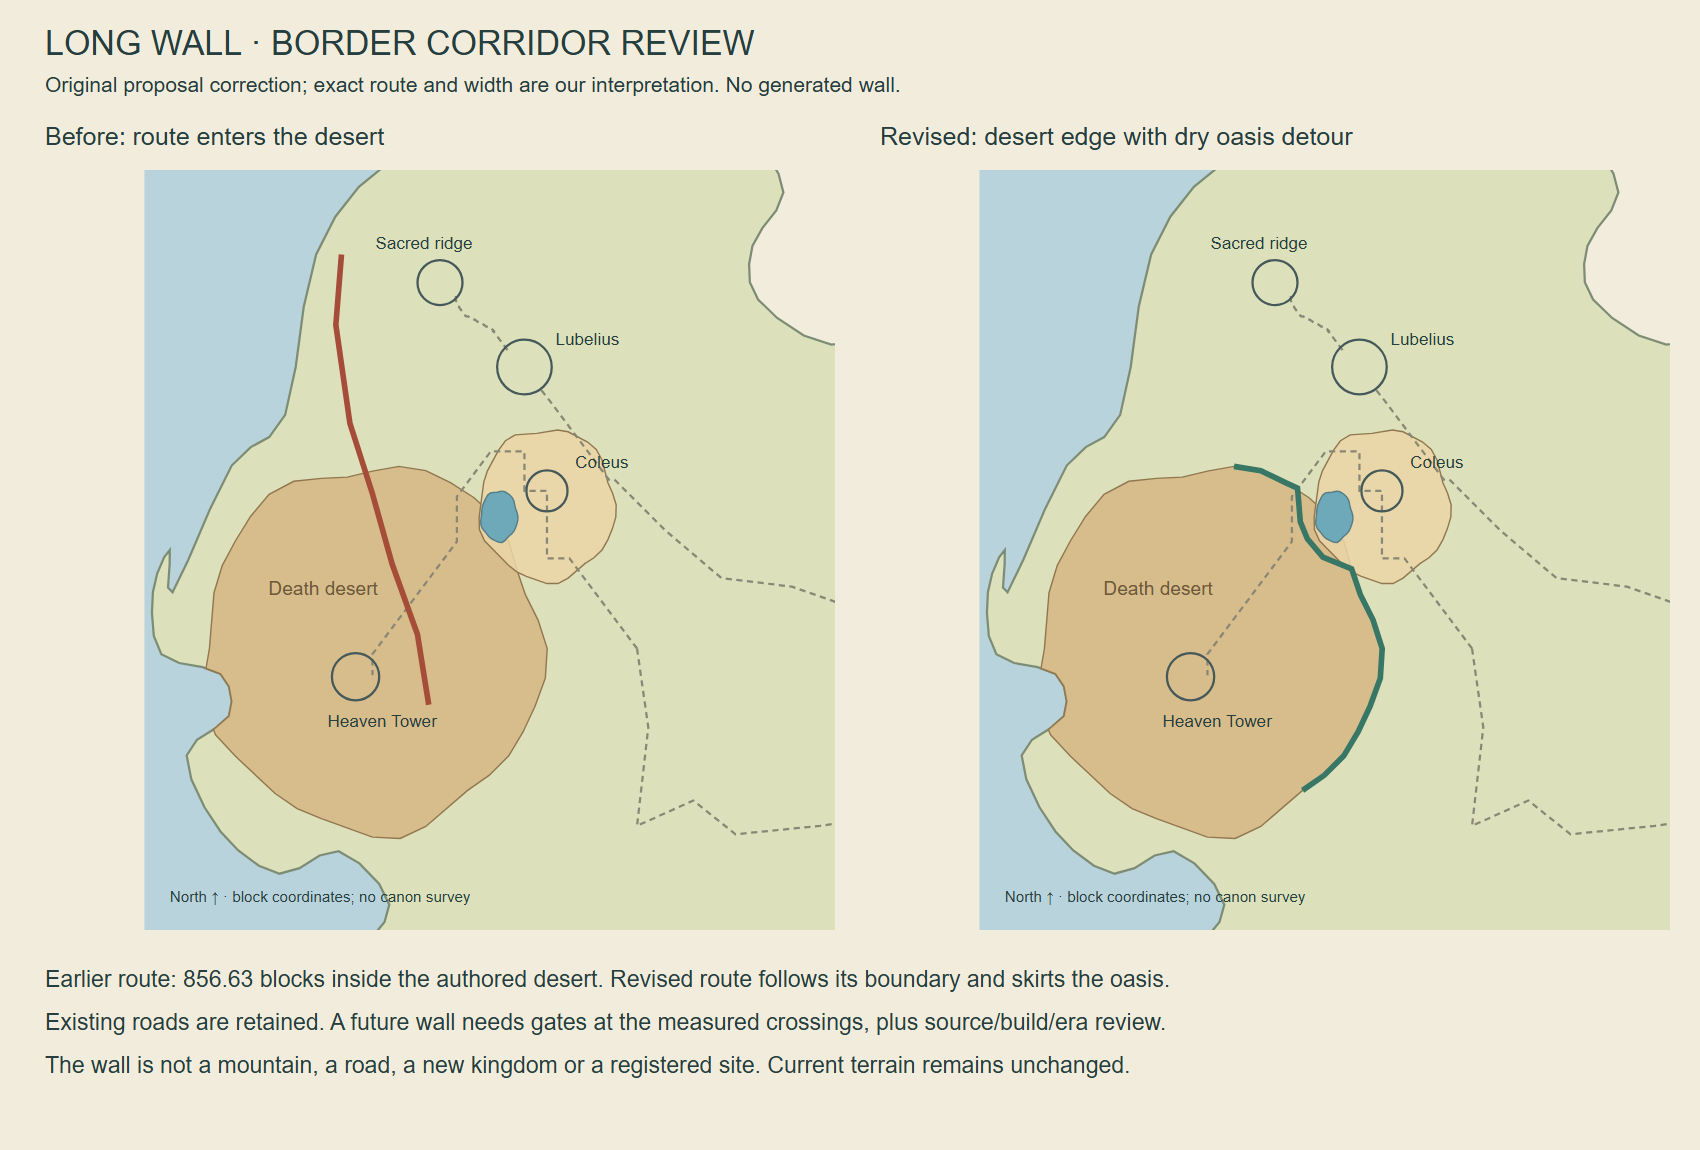 LONG WALL · BORDER CORRIDOR REVIEW
Original proposal correction; exact route and width are our interpretation. No generated wall.
Before: route enters the desert
Sacred ridge
Lubelius
Coleus
Death desert
Heaven Tower
North ↑ · block coordinates; no canon survey
Revised: desert edge with dry oasis detour
Sacred ridge
Lubelius
Coleus
Death desert
Heaven Tower
North ↑ · block coordinates; no canon survey
Earlier route: 856.63 blocks inside the authored desert. Revised route follows its boundary and skirts the oasis.
Existing roads are retained. A future wall needs gates at the measured crossings, plus source/build/era review.
The wall is not a mountain, a road, a new kingdom or a registered site. Current terrain remains unchanged.